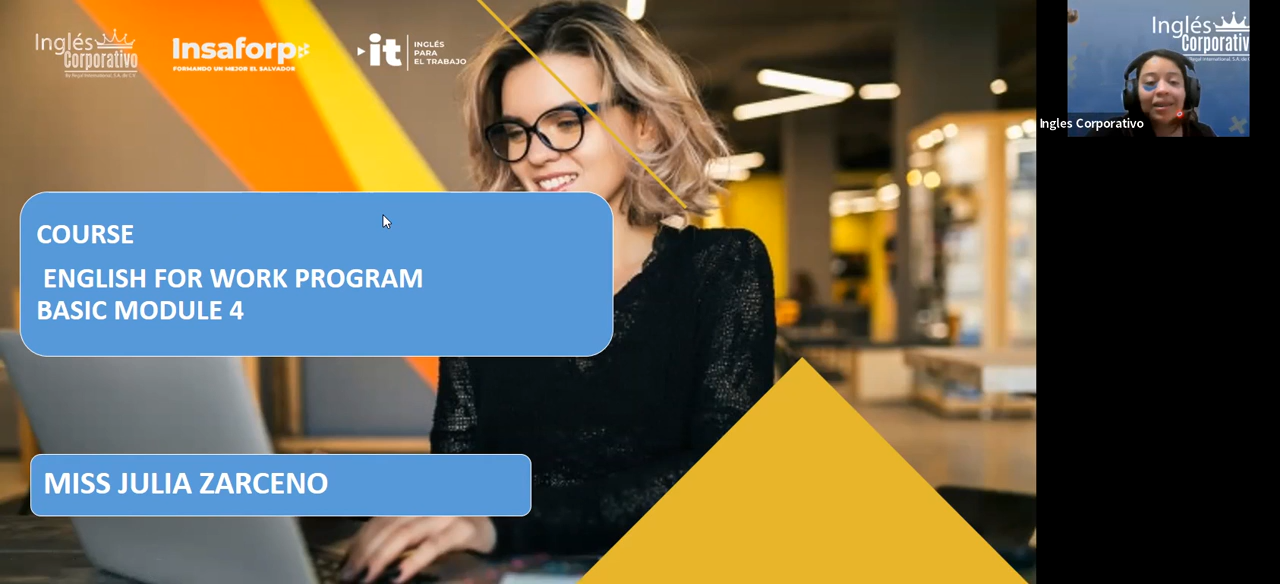 Inglés
Corporativo
Insaforp
FORMANDO UN MEJOR EL SALVADOR
it
INGLÉS
PARA
EL TRABAJO
COURSE
ENGLISH FOR WORK PROGRAM
BASIC MODULE 4
MISS JULIA ZARCENO
Inglés
Corporativo
Ingles Corporativo